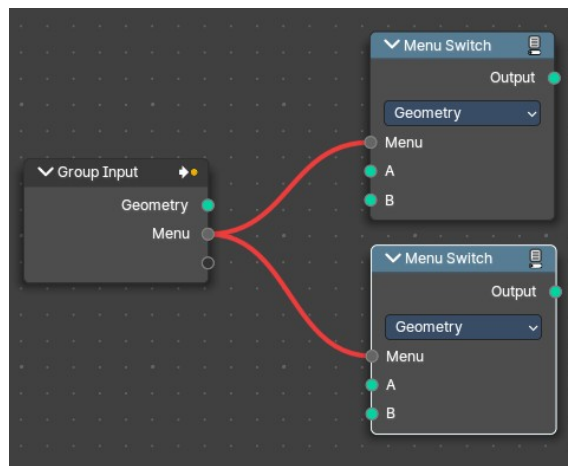 Menu Switch
Output
Geometry
Menu
A
B
Group Input
Geometry
Menu
Menu Switch
Output
Geometry
Menu
A
B